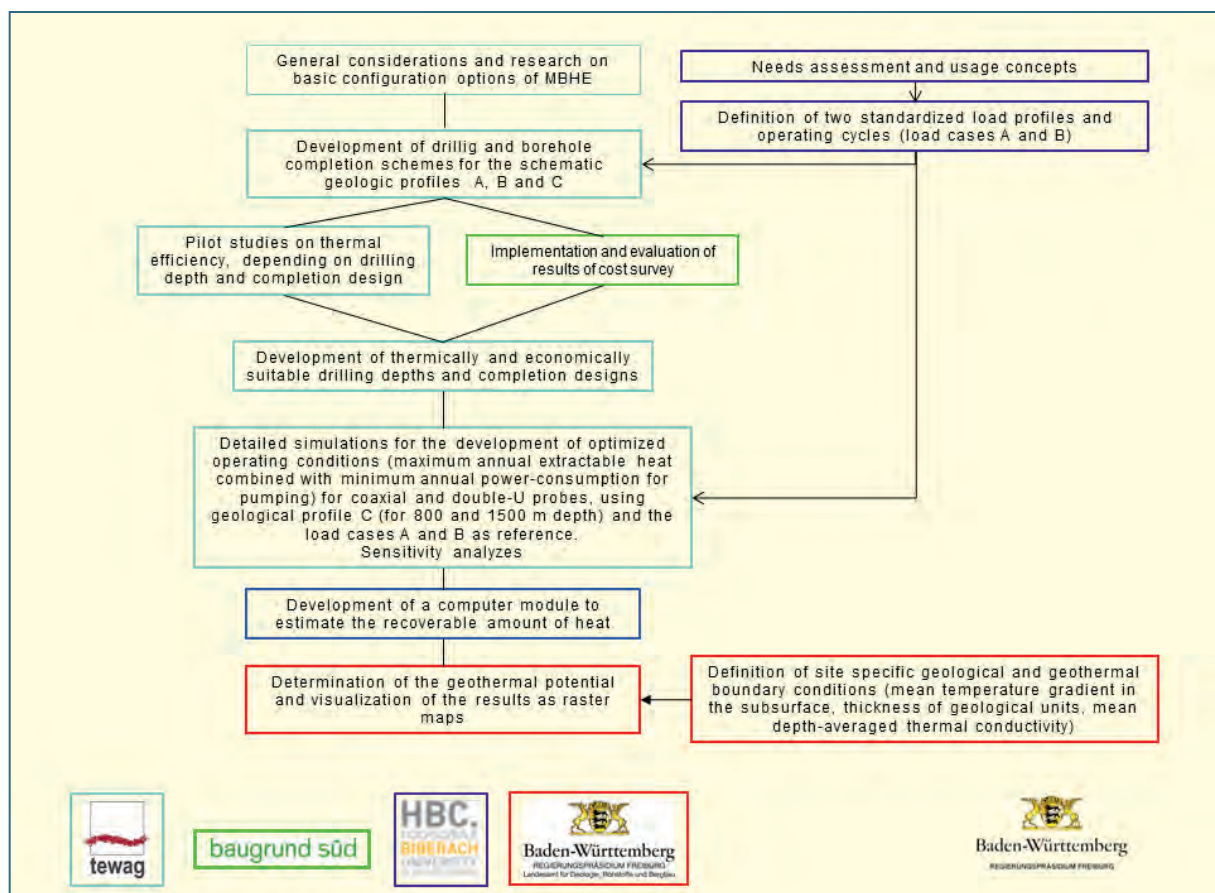 General considerations and research on
basic configuration options of MBHE
Needs assessment and usage concepts
Definition of two standardized load profiles and
operating cycles (load cases A and B)
Development of drillig and borehole
completion schemes for the schematic
geologic profiles A, B and C
Pilot studies on thermal
efficiency, depending on drilling
depth and completion design
Implementation and evaluation of
results of cost survey
Development of thermically and economically
suitable drilling depths and completion designs
Detailed simulations for the development of optimized
operating conditions (maximum annual extractable heat
combined with minimum annual power-consumption for
pumping) for coaxial and double-U probes, using
geological profile C (for 800 and 1500 m depth) and the
load cases A and B as reference.
Sensitivity analyzes
Development of a computer module to
estimate the recoverable amount of heat
Determination of the geothermal potential
and visualization of the results as raster
maps
Definition of site specific geological and geothermal
boundary conditions (mean temperature gradient in
the subsurface, thickness of geological units, mean
depth-averaged thermal conductivity)
tewag
baugrund süd
HBC.
HOCHSCHULE
BIBERACH
UNIVERSITY
Baden-Württemberg
REGIERUNGSPRÄSIDIUM FREIBURG
Landesamt für Geologie, Rohstoffe und Bergbau
Baden-Württemberg
REGIERUNGSPRÄSIDIUM FREIBURG